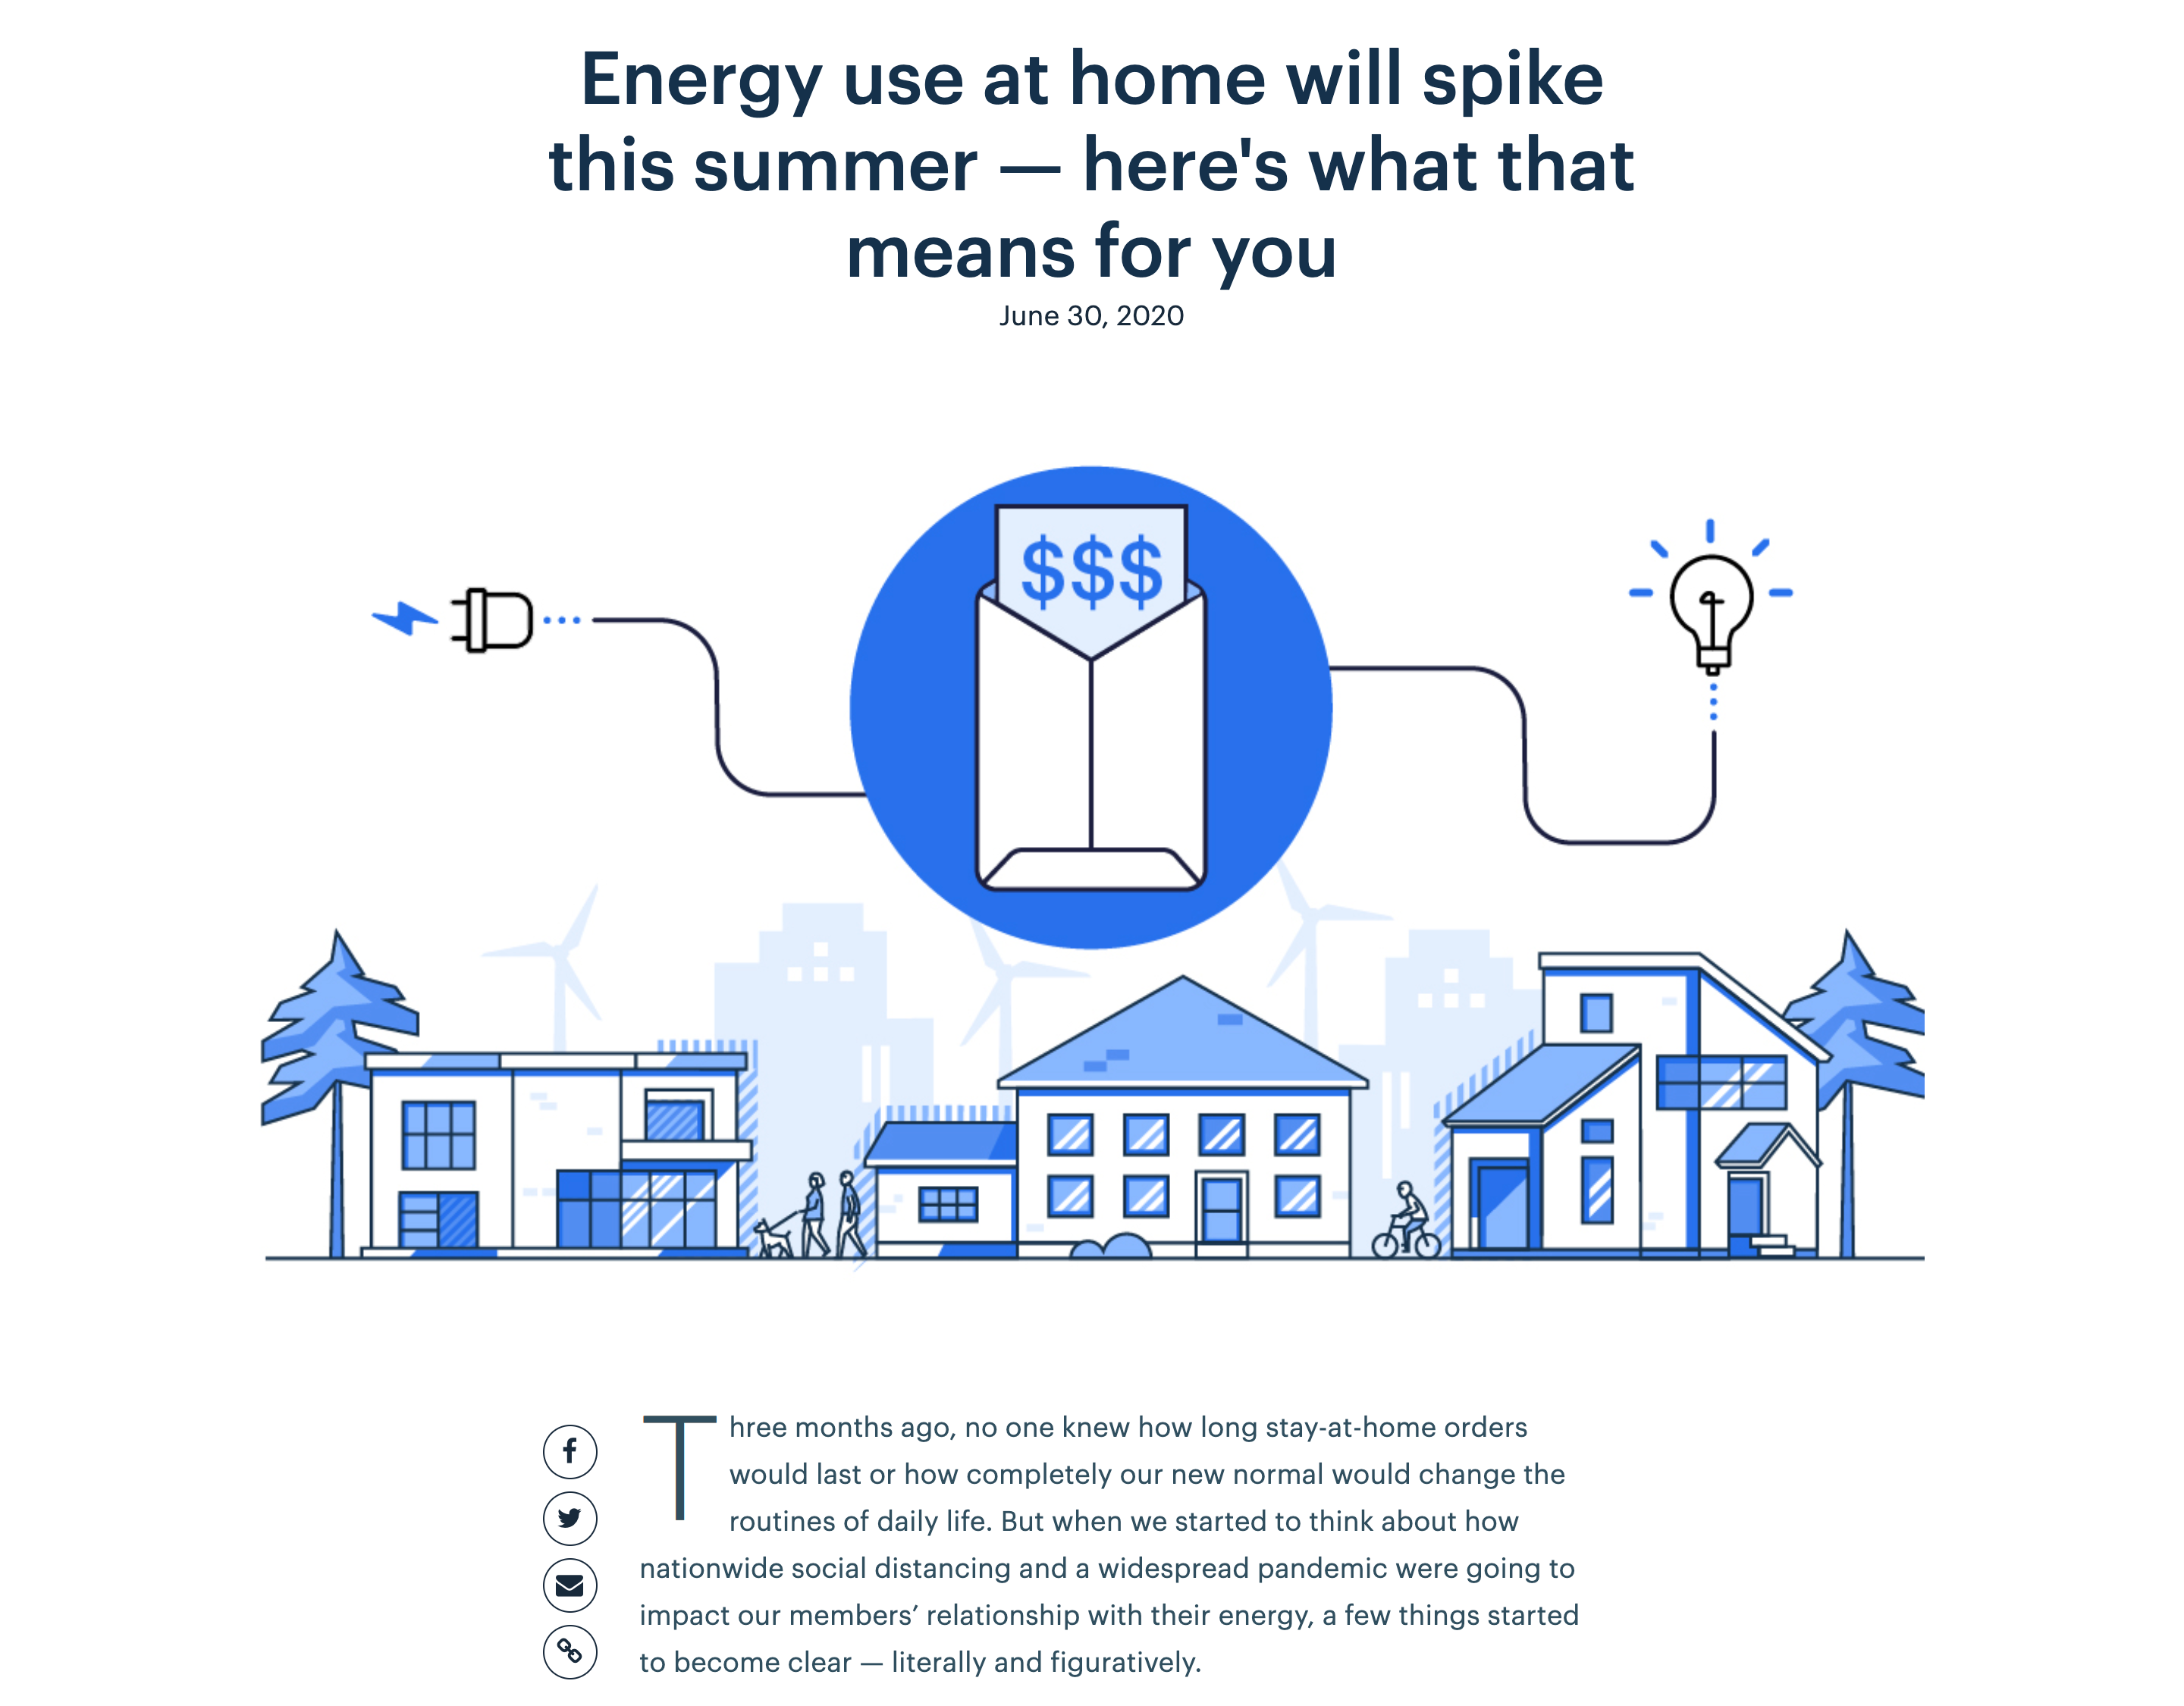 Energy use at home will spike
this summer — here's what that
means for you
June 30, 2020
$$$
Three months ago, no one knew how long stay-at-home orders
would last or how completely our new normal would change the
routines of daily life. But when we started to think about how
nationwide social distancing and a widespread pandemic were going to
impact our members’ relationship with their energy, a few things started
to become clear — literally and figuratively.